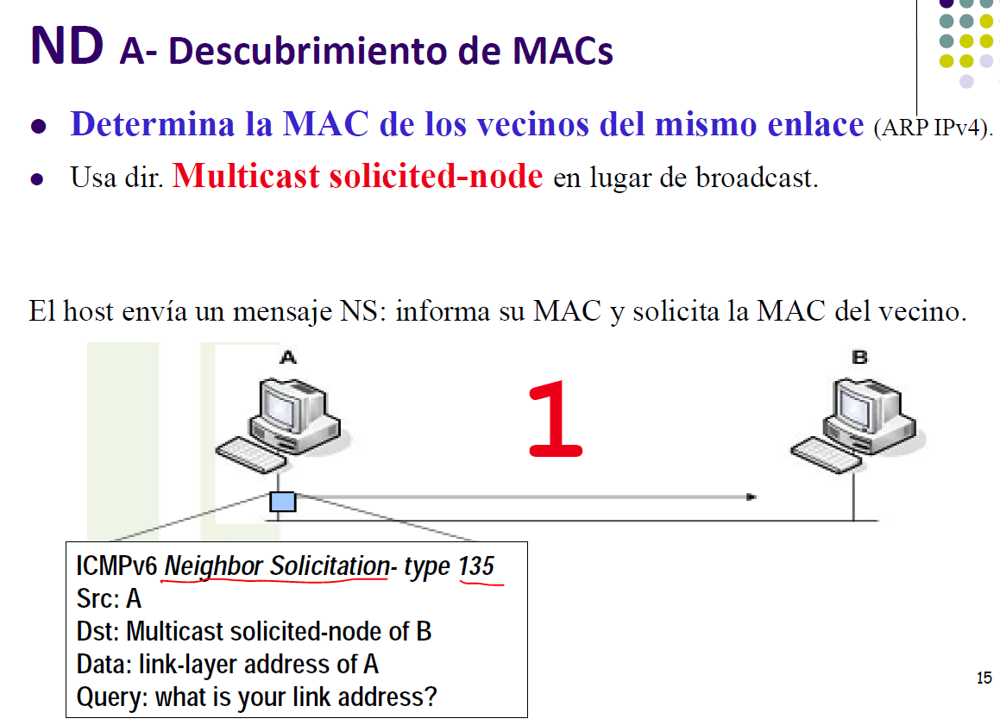 ND A- Descubrimiento de MACs
Determina la MAC de los vecinos del mismo enlace (ARP IPv4).
Usa dir. Multicast solicited-node en lugar de broadcast.
El host envía un mensaje NS: informa su MAC y solicita la MAC del vecino.
A
B
1
ICMPv6 Neighbor Solicitation- type 135
Src: A
Dst: Multicast solicited-node of B
Data: link-layer address of A
Query: what is your link address?
15